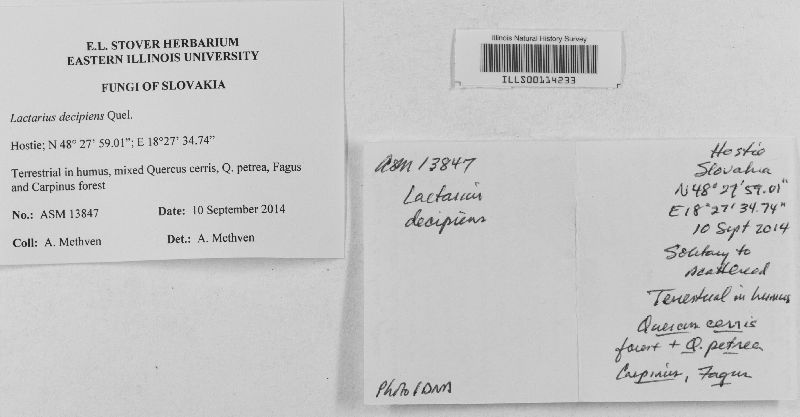 E.L. STOVER HERBARIUM
EASTERN ILLINOIS UNIVERSITY
FUNGI OF SLOVAKIA
Lactarius decipiens Quel.
Hostie; N 48° 27' 59.01"; E 18°27' 34.74"
Terrestrial in humus, mixed Quercus cerris, Q. petrea, Fagus
and Carpinus forest
No.: ASM 13847 Date: 10 September 2014
Coll: A. Methven Det.: A. Methven
Illinois Natural History Survey
ILLS00114233
ASM 13847
Lactarius
decipiens
Photo / DNA
Hostie
Slovakia
N 48° 27' 59.01"
E 18° 27' 34.74"
10 Sept 2014
Solitary to
scattered
Terrestrial in humus
Quercus cerris
forest + Q. petrea
Carpinus, Fagus